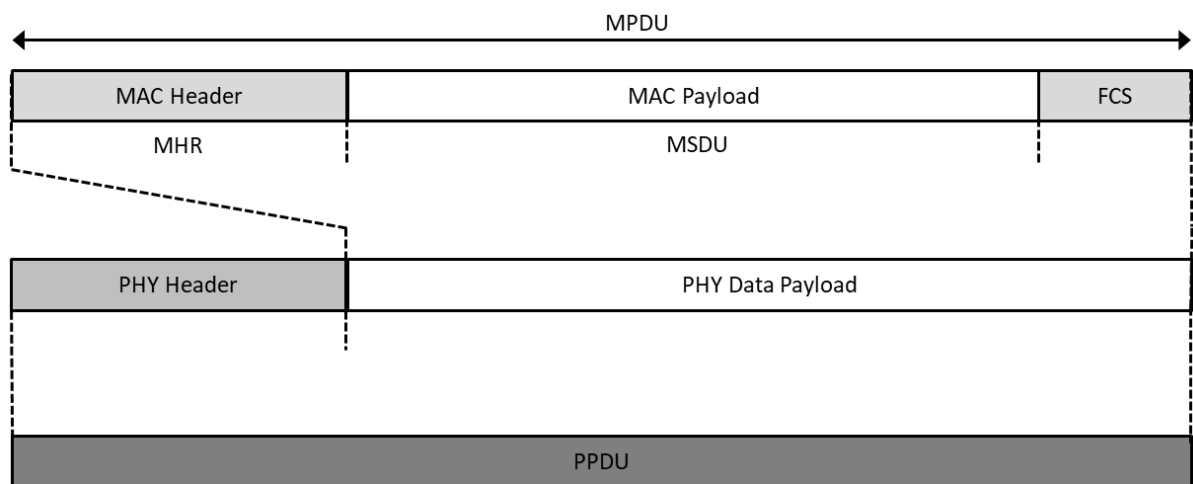 MPDU
MAC Header
MAC Payload
FCS
MHR
MSDU
PHY Header
PHY Data Payload
PPDU